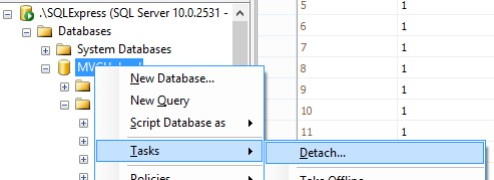 .\SQLExpress (SQL Server 10.0.2531 -
Databases
System Databases
New Database...
New Query
Script Database as
Tasks
Detach...
Policies
5 1
6 1
7 1
8 1
9 1
10 1
11 1